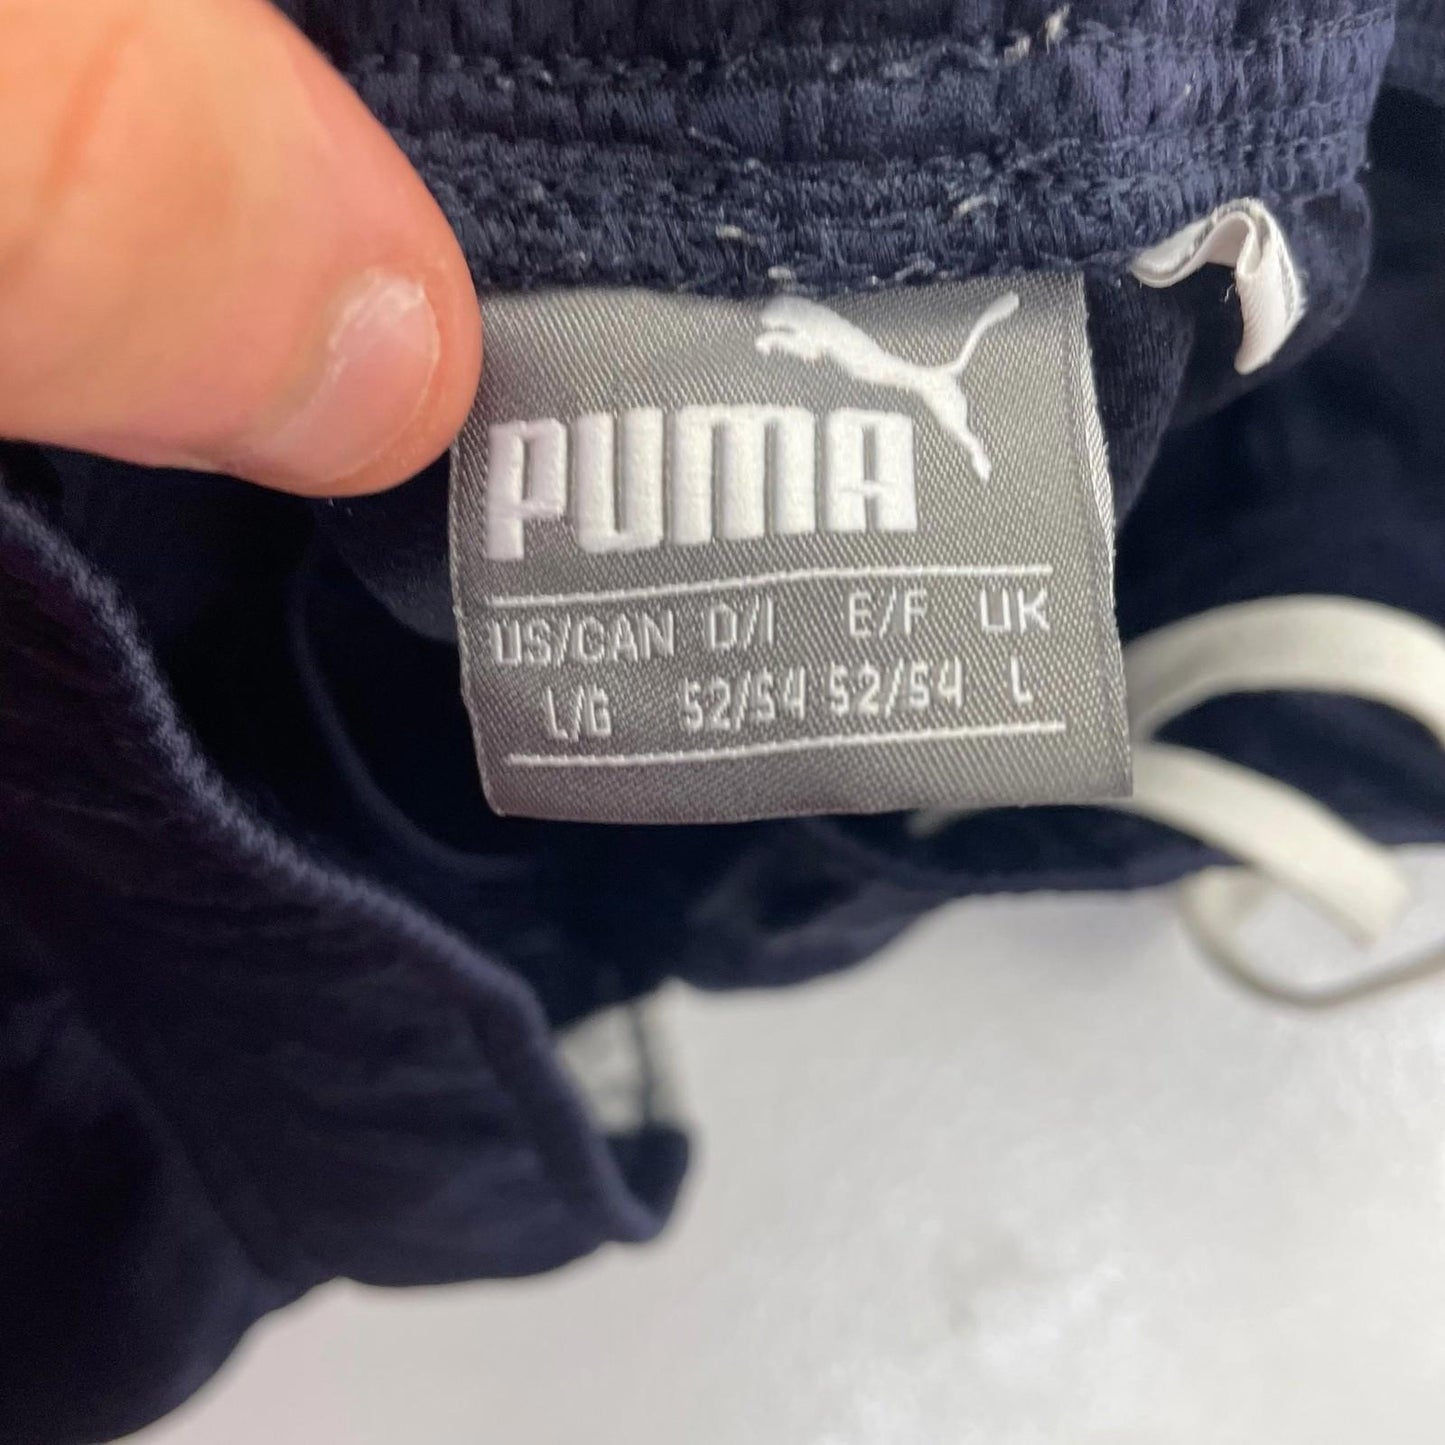 PUMA
US/CAN D/I E/F UK
L/G 52/54 52/54 L